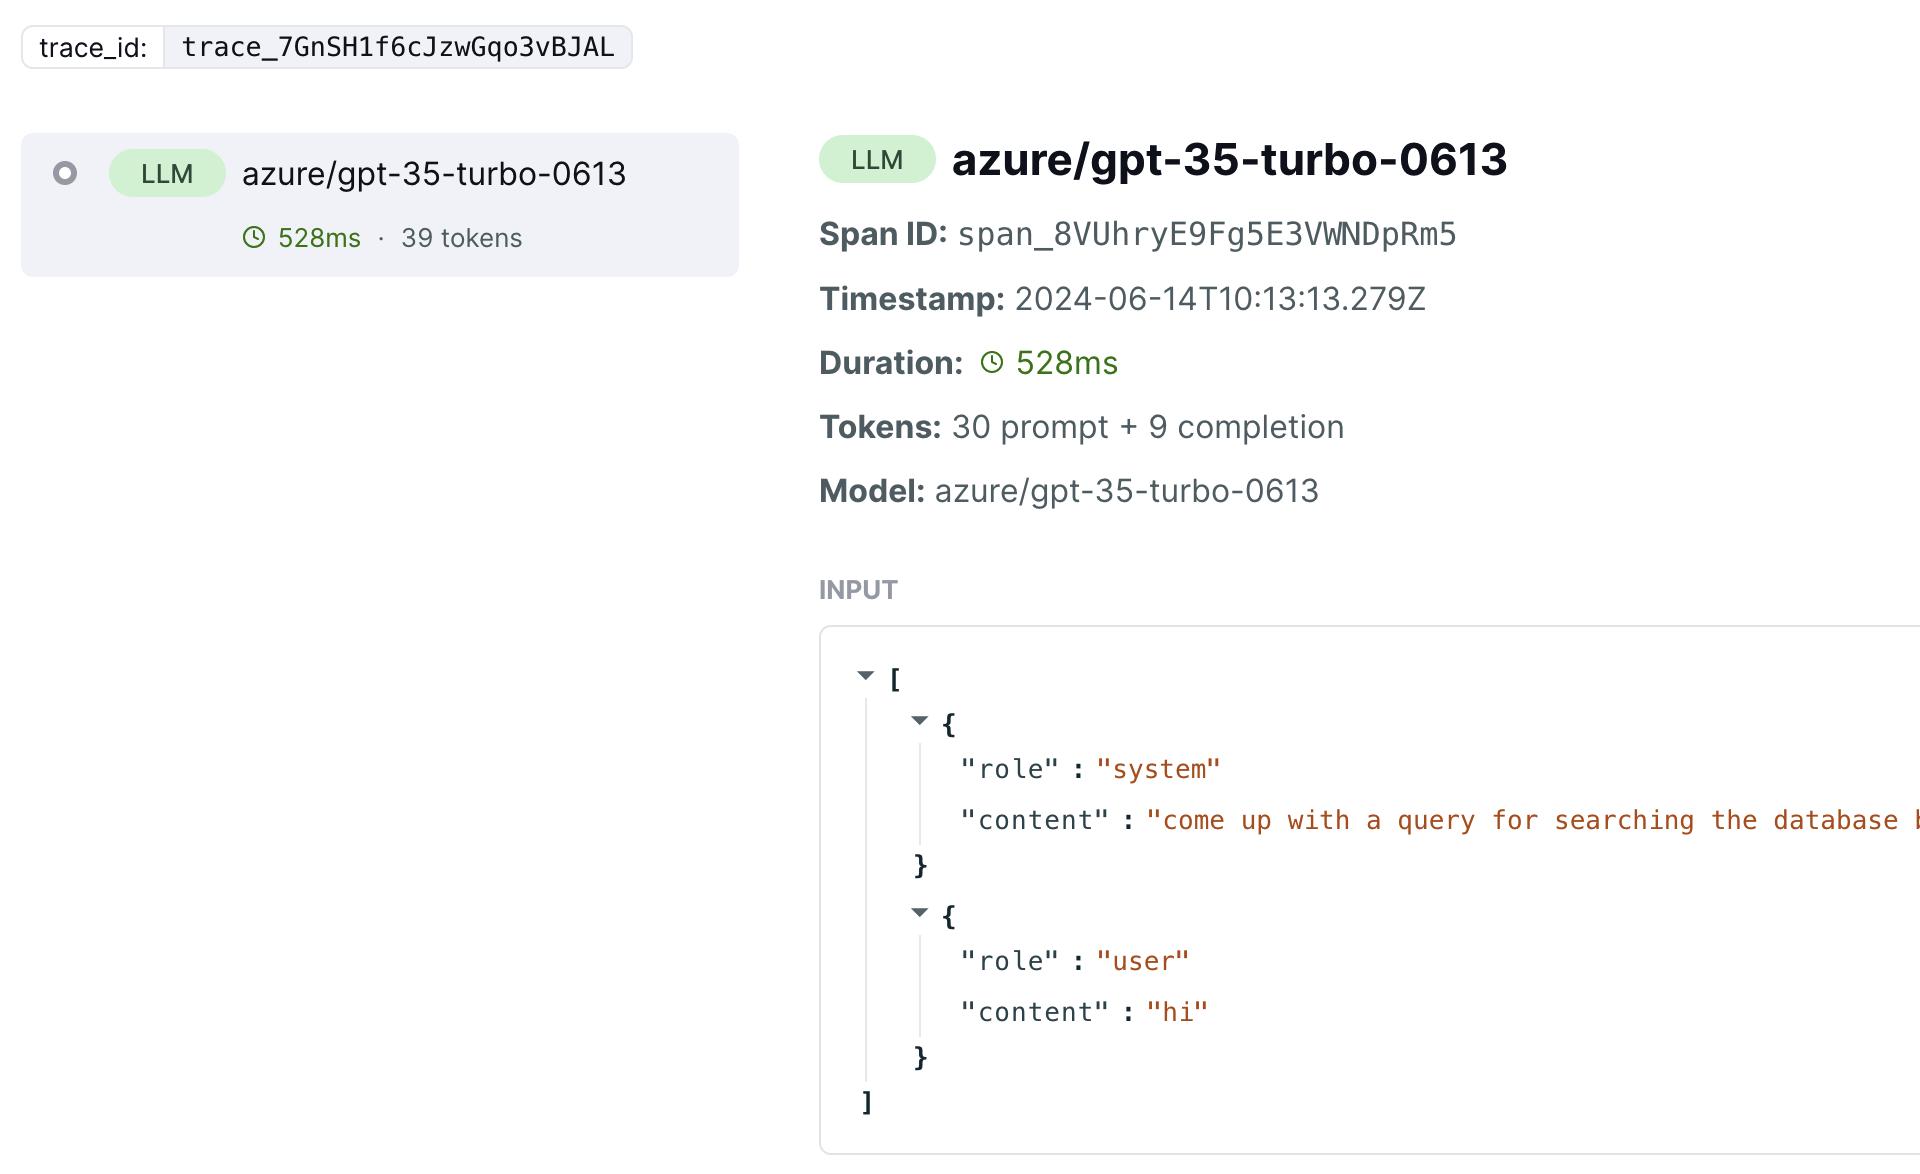 trace_id: trace_7GnSH1f6cJzwGqo3vBJAL
LLM azure/gpt-35-turbo-0613
528ms · 39 tokens
LLM azure/gpt-35-turbo-0613
Span ID: span_8VUhryE9Fg5E3VWNDpRm5
Timestamp: 2024-06-14T10:13:13.279Z
Duration: 528ms
Tokens: 30 prompt + 9 completion
Model: azure/gpt-35-turbo-0613
INPUT
[
{
"role" : "system"
"content" : "come up with a query for searching the database
}
{
"role" : "user"
"content" : "hi"
}
]